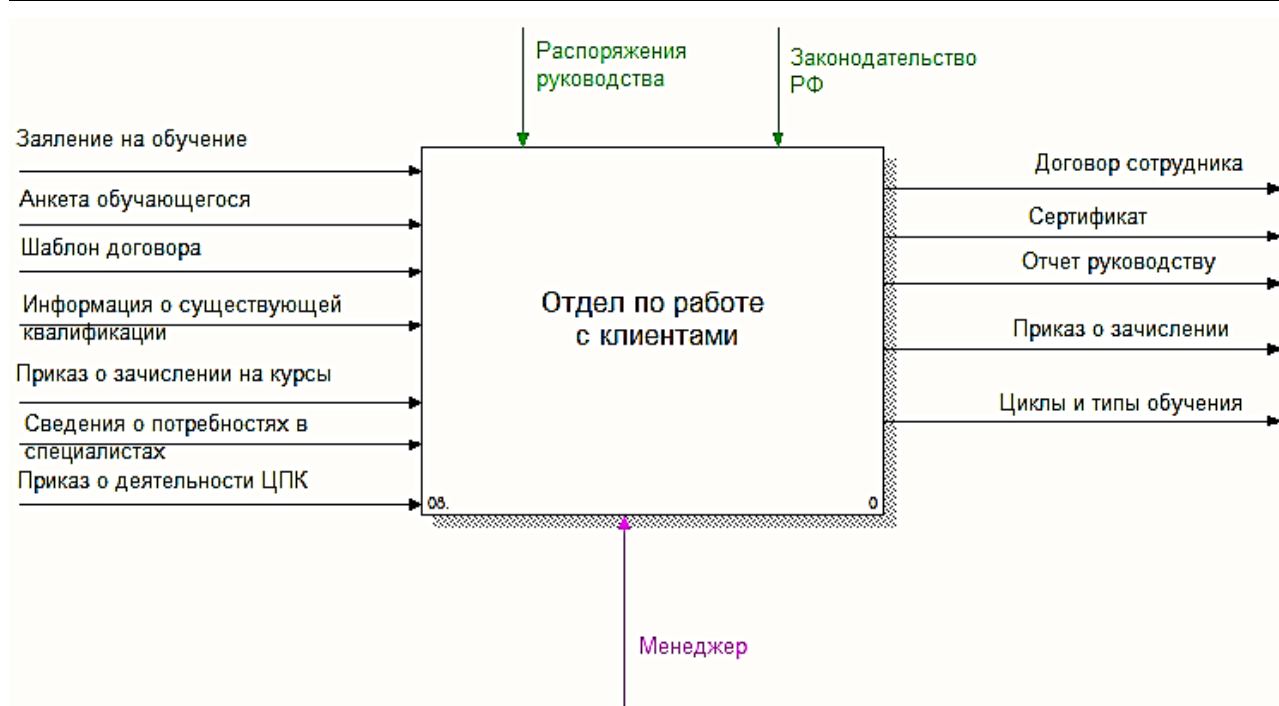 Распоряжения
руководства
Законодательство
РФ
Заяление на обучение
Анкета обучающегося
Шаблон договора
Информация о существующей
квалификации
Приказ о зачислении на курсы
Сведения о потребностях в
специалистах
Приказ о деятельности ЦПК
Отдел по работе
с клиентами
0в.
0
Договор сотрудника
Сертификат
Отчет руководству
Приказ о зачислении
Циклы и типы обучения
Менеджер